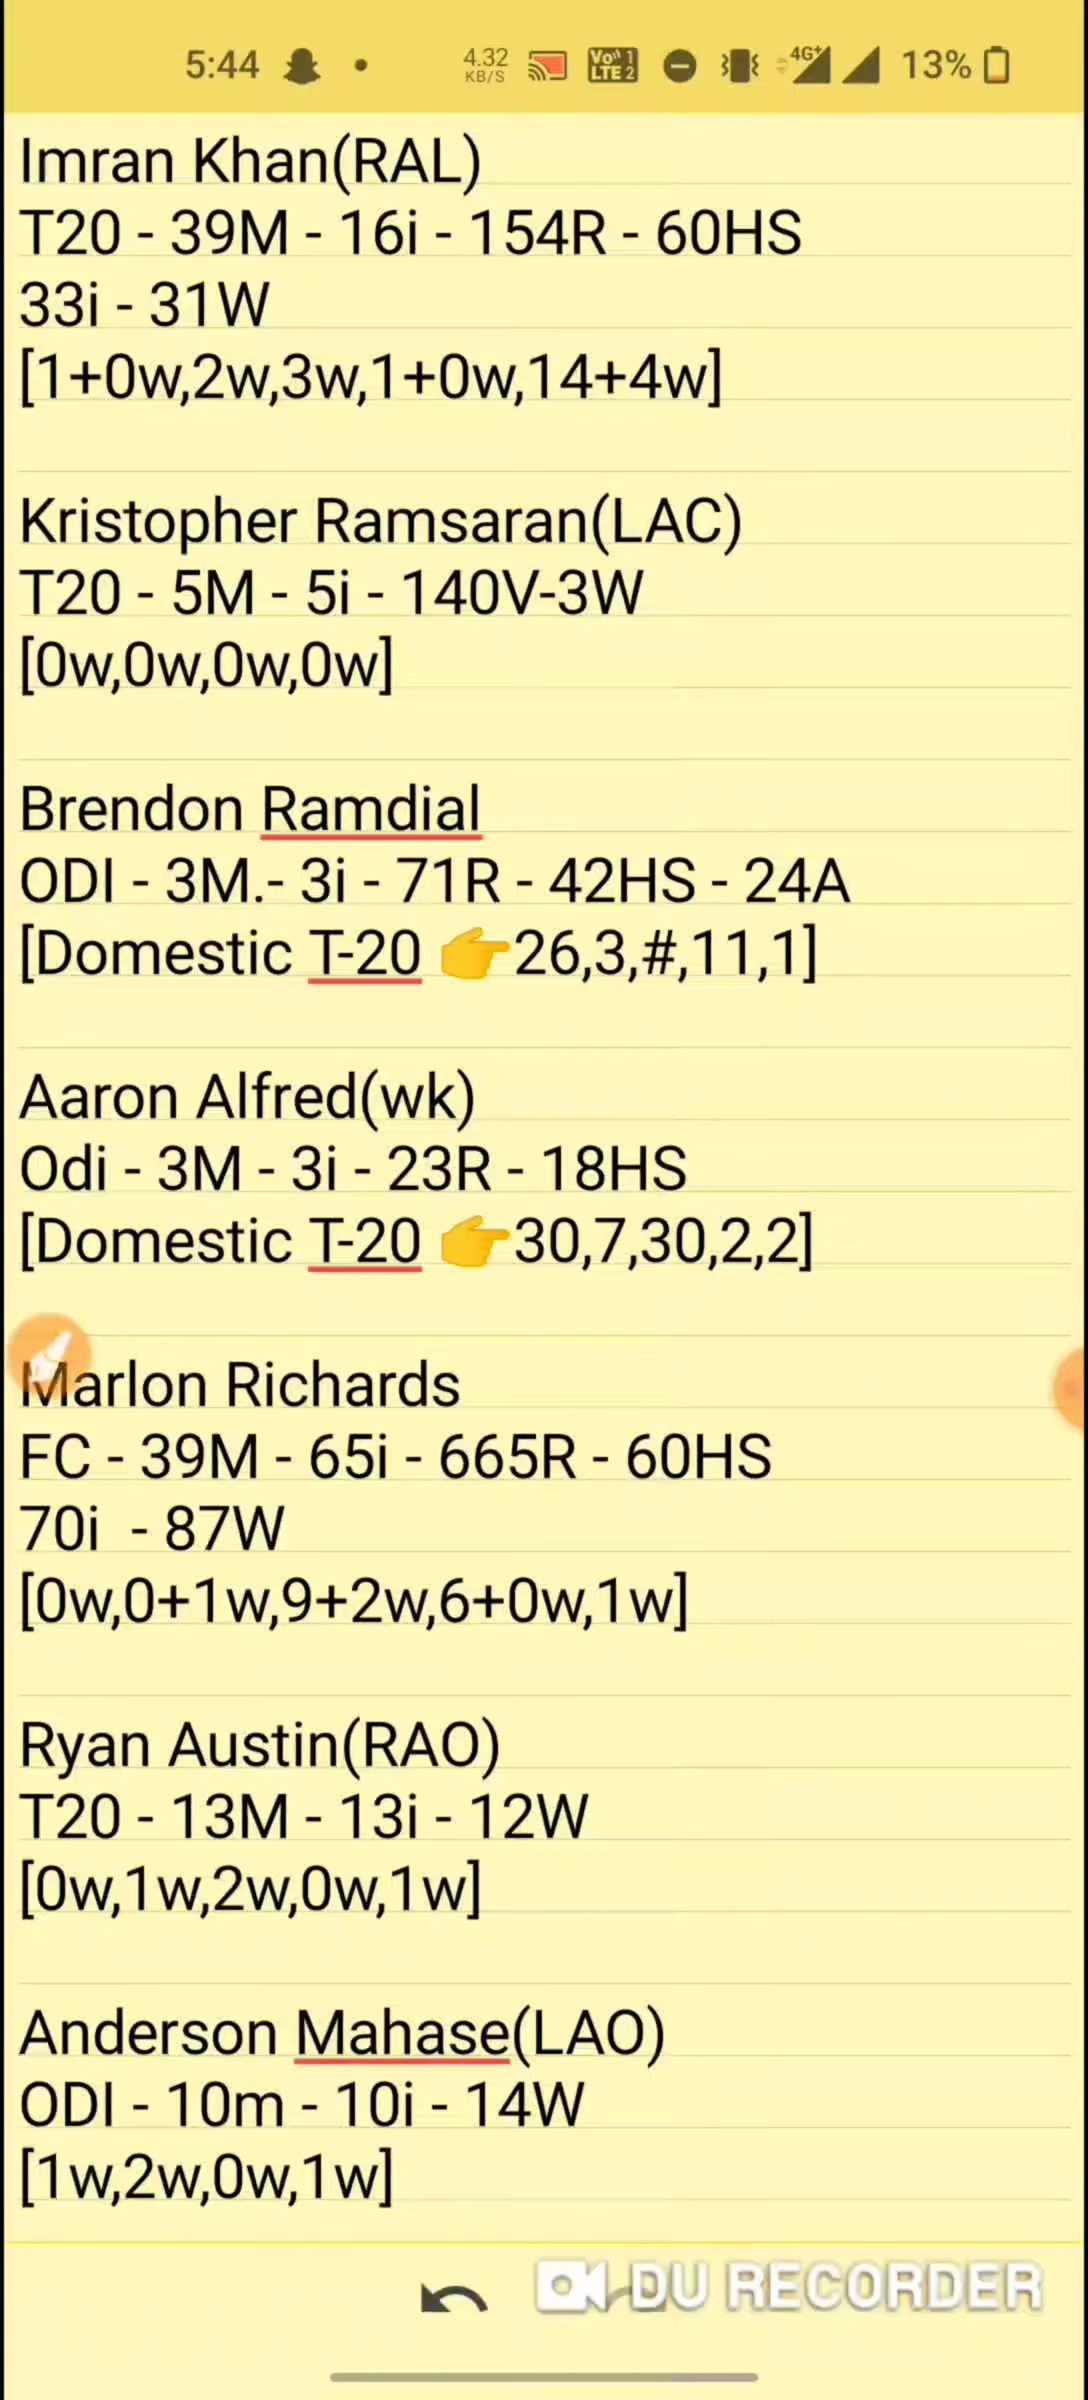 5:44 4.32 KB/S Vo)) 1 LTE 2 4G+ 13%
Imran Khan(RAL)
T20 - 39M - 16i - 154R - 60HS
33i - 31W
[1+0w,2w,3w,1+0w,14+4w]
Kristopher Ramsaran(LAC)
T20 - 5M - 5i - 140V-3W
[0w,0w,0w,0w]
Brendon Ramdial
ODI - 3M.- 3i - 71R - 42HS - 24A
[Domestic T-20 👉26,3,#,11,1]
Aaron Alfred(wk)
Odi - 3M - 3i - 23R - 18HS
[Domestic T-20 👉30,7,30,2,2]
Marlon Richards
FC - 39M - 65i - 665R - 60HS
70i - 87W
[0w,0+1w,9+2w,6+0w,1w]
Ryan Austin(RAO)
T20 - 13M - 13i - 12W
[0w,1w,2w,0w,1w]
Anderson Mahase(LAO)
ODI - 10m - 10i - 14W
[1w,2w,0w,1w]
DU RECORDER